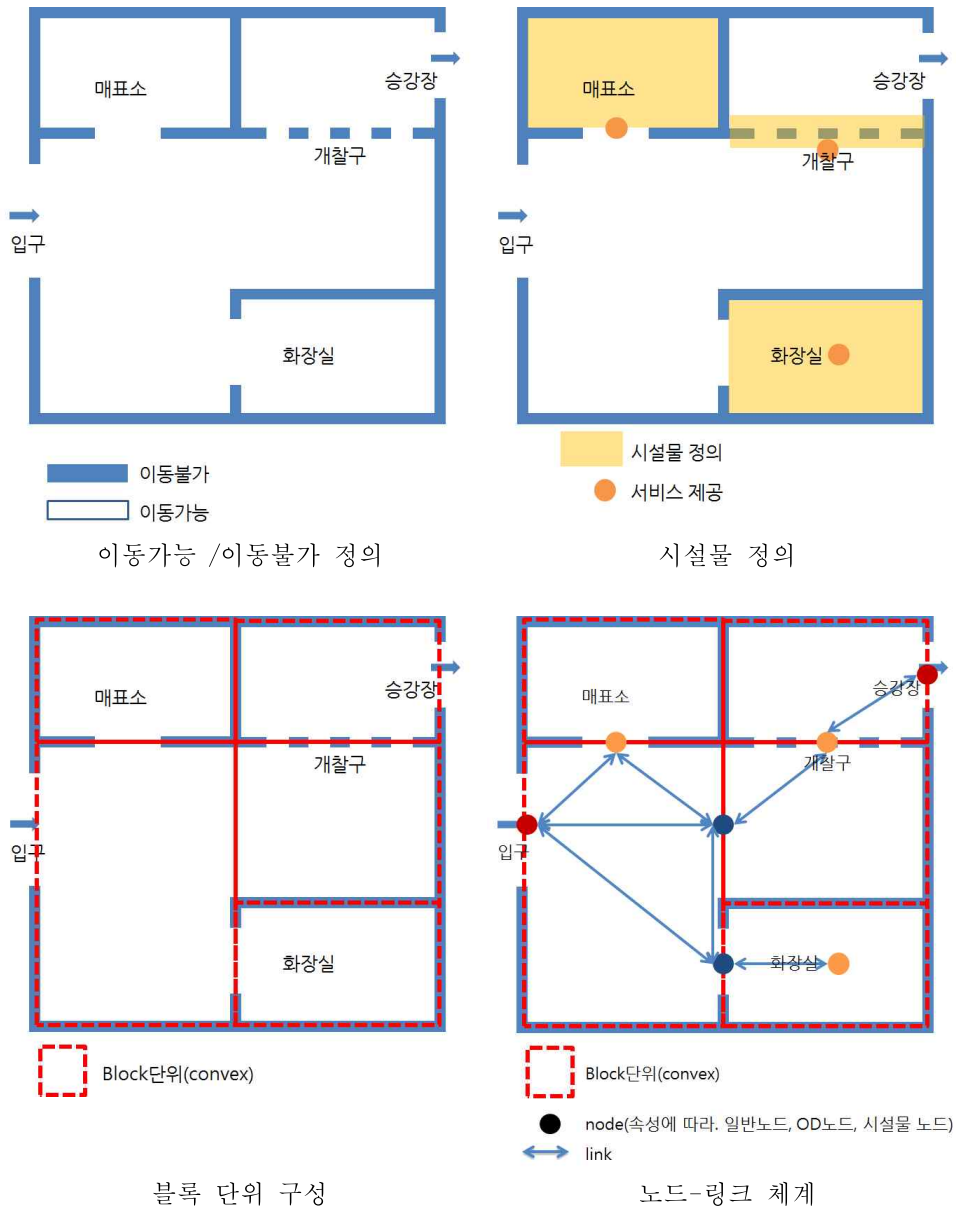 매표소
승강장
개찰구
입구
화장실
이동불가
이동가능
이동가능 /이동불가 정의
매표소
승강장
개찰구
입구
화장실
시설물 정의
서비스 제공
시설물 정의
매표소
승강장
개찰구
입구
화장실
Block단위(convex)
블록 단위 구성
매표소
승강장
개찰구
입구
화장실
Block단위(convex)
node(속성에 따라. 일반노드, OD노드, 시설물 노드)
link
노드-링크 체계